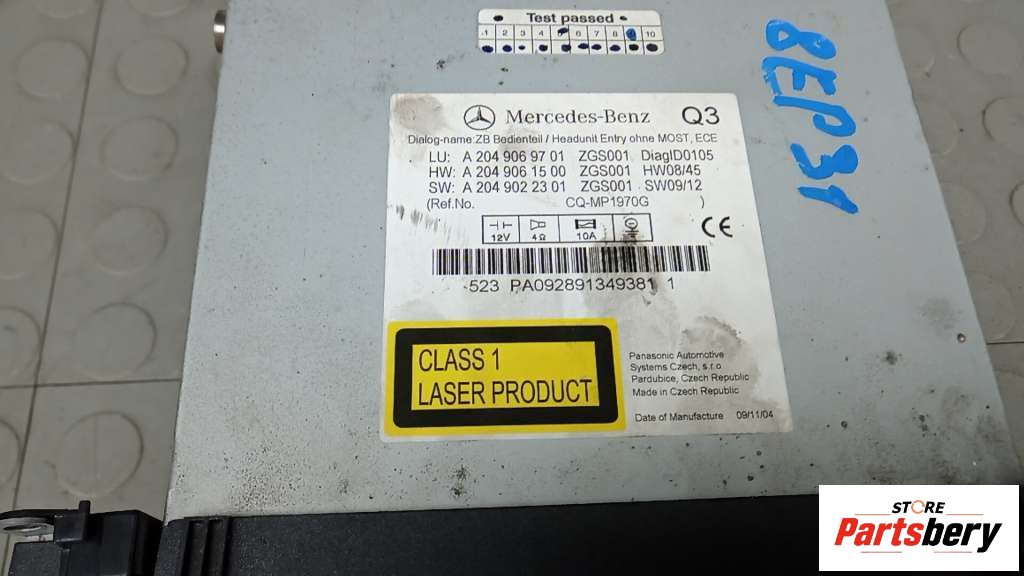 Test passed
1 2 3 4 6 7 8 10
8EP31
Mercedes-Benz Q3
Dialog-name:ZB Bedienteil / Headunit Entry ohne MOST, ECE
LU: A 204 906 97 01 ZGS001 DiagID0105
HW: A 204 906 15 00 ZGS001 HW08/45
SW: A 204 902 23 01 ZGS001 SW09/12
(Ref.No. CQ-MP1970G )
12V 4Ω 10A
CE
523 PA092891349381 1
CLASS 1
LASER PRODUCT
Panasonic Automotive
Systems Czech, s.r.o
Pardubice, Czech Republic
Made in Czech Republic
Date of Manufacture 09/11/04
STORE
Partsbery